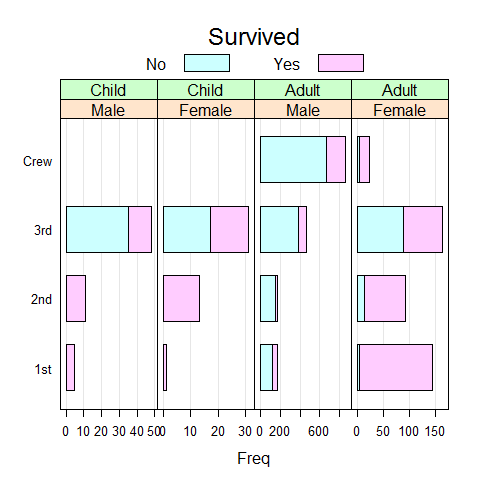 Survived
No Yes
Child Child Adult Adult
Male Female Male Female
Crew
3rd
2nd
1st
0 10 20 30 40 50 0 10 20 30 0 200 600 0 50 100 150
Freq